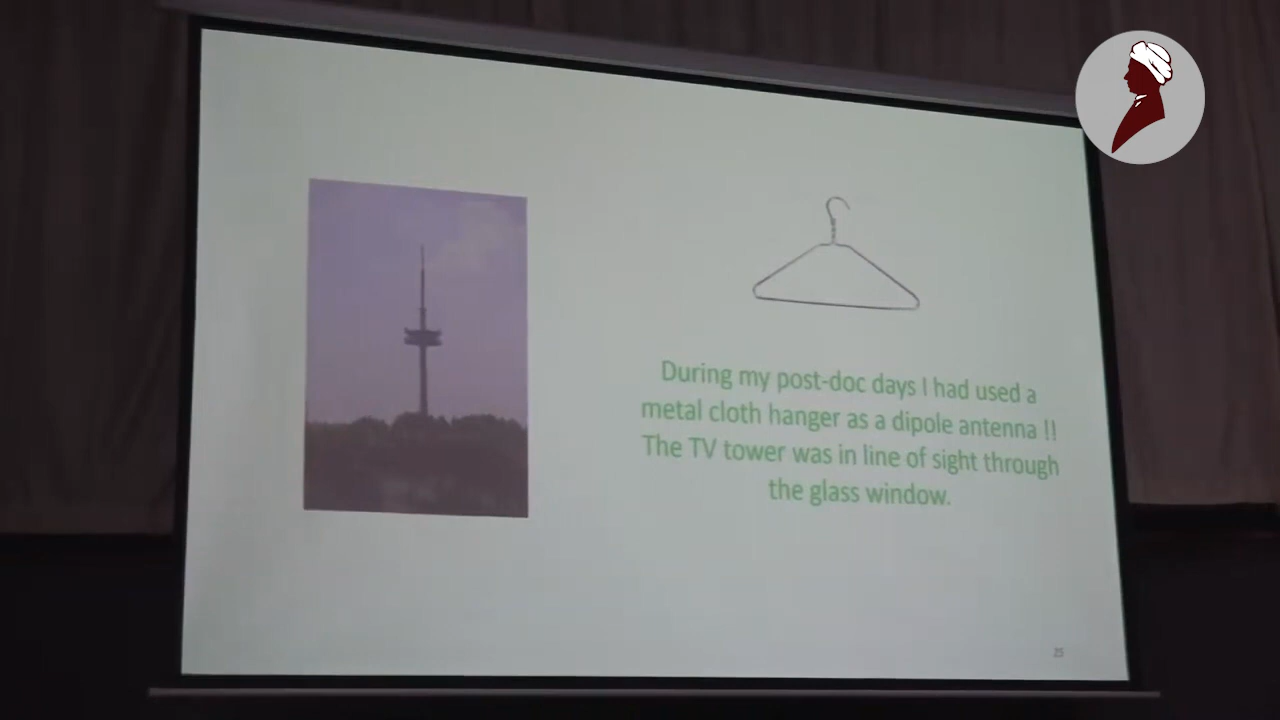 During my post-doc days I had used a
metal cloth hanger as a dipole antenna !!
The TV tower was in line of sight through
the glass window.
25